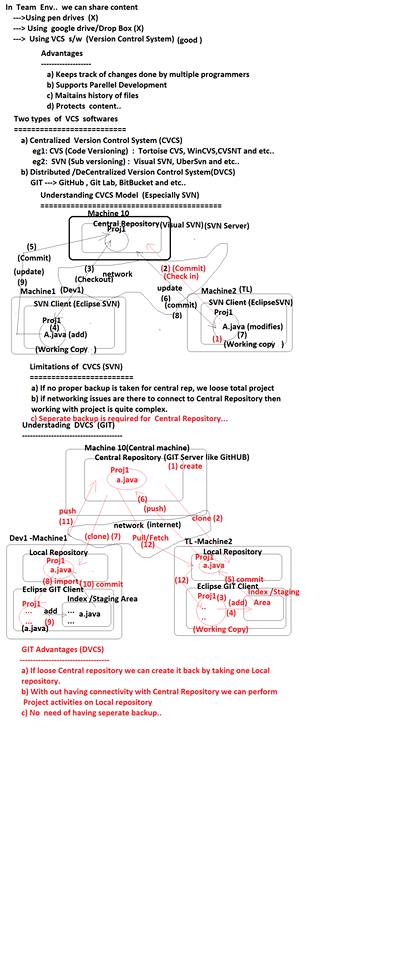 In Team Env.. we can share content
--->Using pen drives (X)
---> Using google drive/Drop Box (X)
---> Using VCS s/w (Version Control System) (good )
Advantages
-------------------
a) Keeps track of changes done by multiple programmers
b) Supports Parellel Development
c) Maitains history of files
d) Protects content..
Two types of VCS softwares
==========================
a) Centralized Version Control System (CVCS)
eg1: CVS (Code Versioning) : Tortoise CVS, WinCVS,CVSNT and etc..
eg2: SVN (Sub versioning) : Visual SVN, UberSvn and etc..
b) Distributed /DeCentralized Version Control System(DVCS)
GIT ---> GitHub , Git Lab, BitBucket and etc..
Understanding CVCS Model (Especially SVN)
==========================================
Machine 10
Central Repository(Visual SVN)(SVN Server)
Proj1
(5)
(Commit)
(update)
(9)
(3)
(Checkout)
network
(2) (Commit)
(Check in)
update
(6)
(commit)
(8)
Machine1 (Dev1)
SVN Client (Eclipse SVN)
Proj1
(4)
A.java (add)
(Working Copy )
Machine2 (TL)
SVN Client (EclipseSVN)
Proj1
A.java (modifies)
(7)
(1)
(Working copy )
Limitations of CVCS (SVN)
========================
a) If no proper backup is taken for central rep, we loose total project
b) if networking issues are there to connect to Central Repository then
working with project is quite complex.
c) Seperate backup is required for Central Repository...
Understading DVCS (GIT)
------------------------------------
Machine 10(Central machine)
Central Repository (GIT Server like GitHUB)
(1) create
Proj1
a.java
(6)
(push)
push
(11)
network (internet)
clone (2)
(clone) (7)
Pull/Fetch
(12)
Dev1 -Machine1
Local Repository
Proj1
a.java
(8) import
(10) commit
Eclipse GIT Client
Index /Staging Area
Proj1
...
...
add
(9)
...
...
a.java
(a.java)
TL -Machine2
Local Repository
Proj1
a.java
(12)
(5) commit
Eclipse GIT Client
Index /Staging
Area
Proj1
(3)
(add)
(4)
..
..
(Working Copy)
GIT Advantages (DVCS)
--------------------------------
a) If loose Central repository we can create it back by taking one Local
repository.
b) With out having connectivity with Central Repository we can perform
Project activities on Local repository
c) No need of having seperate backup..